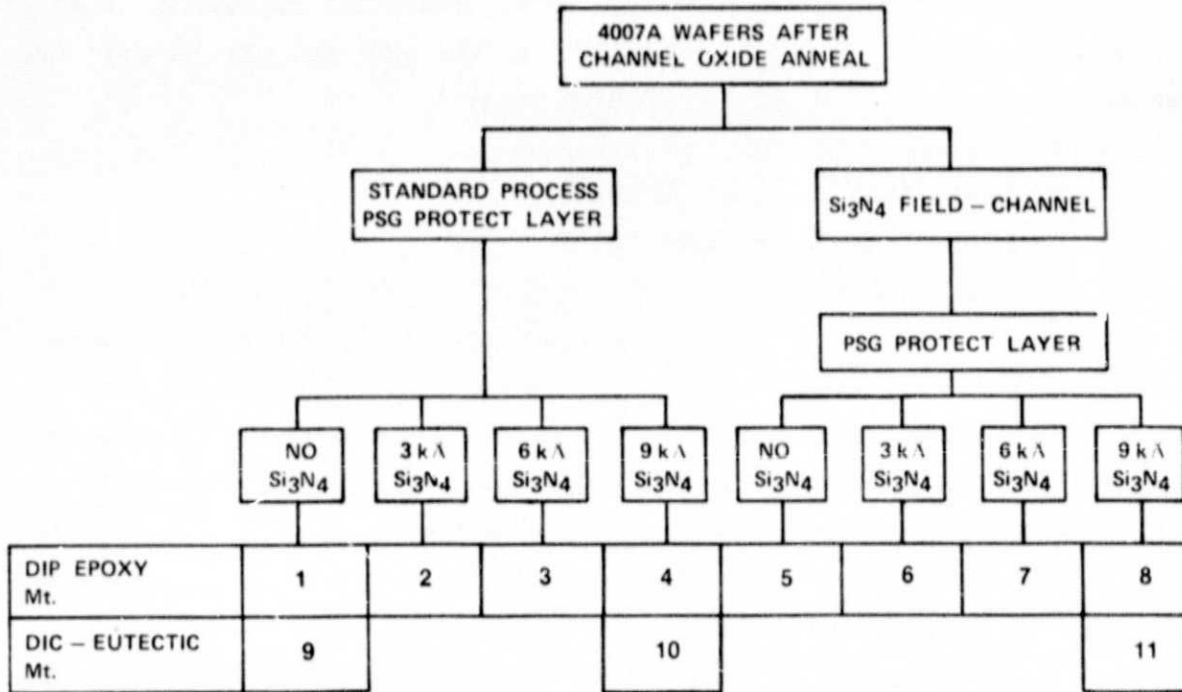 4007A WAFERS AFTER
CHANNEL OXIDE ANNEAL
STANDARD PROCESS
PSG PROTECT LAYER
Si₃N₄ FIELD – CHANNEL
PSG PROTECT LAYER
NO
Si₃N₄
3 kÅ
Si₃N₄
6 kÅ
Si₃N₄
9 kÅ
Si₃N₄
NO
Si₃N₄
3 kÅ
Si₃N₄
6 kÅ
Si₃N₄
9 kÅ
Si₃N₄
DIP EPOXY
Mt.
1
2
3
4
5
6
7
8
DIC – EUTECTIC
Mt.
9
10
11